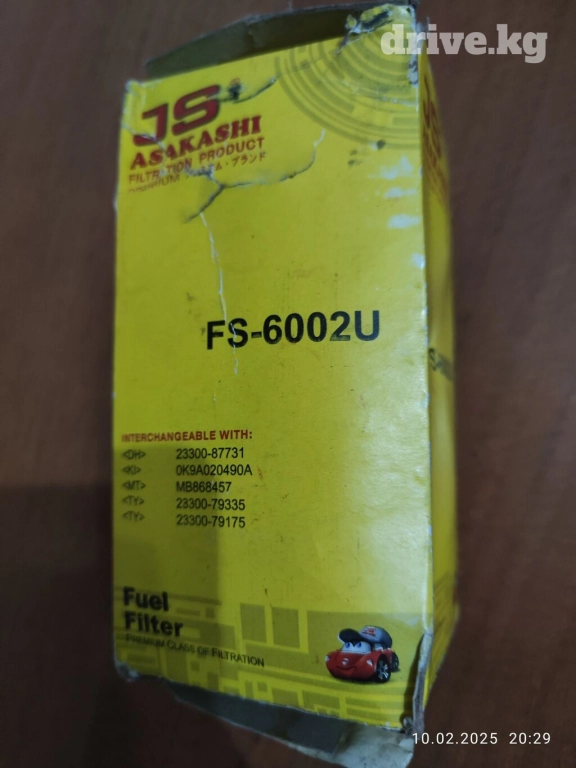 drive.kg
JS
ASAKASHI
FILTRATION PRODUCT
FS-6002U
INTERCHANGEABLE WITH:
<DH> 23300-87731
<KI> 0K9A020490A
<MT> MB868457
<TY> 23300-79335
<TY> 23300-79175
Fuel
Filter
PREMIUM CLASS OF FILTRATION
10.02.2025 20:29